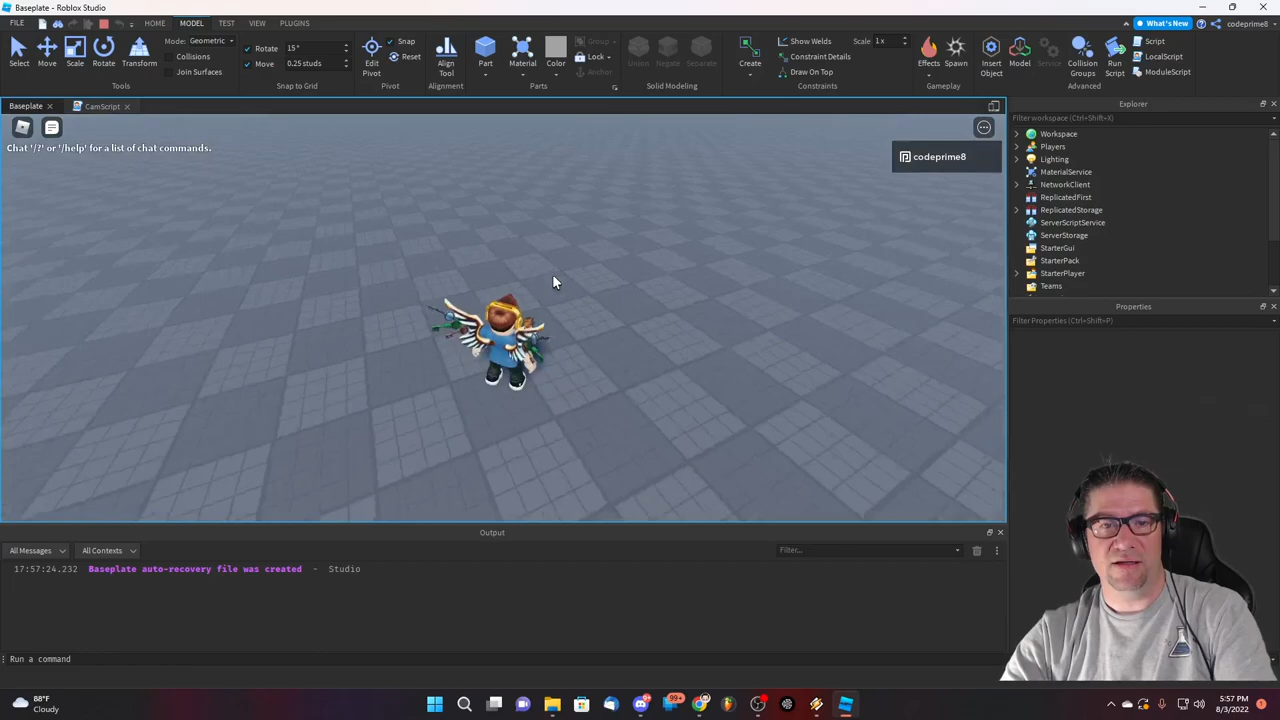 Baseplate - Roblox Studio
FILE HOME MODEL TEST VIEW PLUGINS What's New codeprime8
Select Move Scale Rotate Transform
Mode: Geometric
Collisions
Join Surfaces
Tools
Rotate 15°
Move 0.25 studs
Snap to Grid
Edit Pivot
Snap
Reset
Pivot
Align Tool
Alignment
Part Material Color
Group
Lock
Anchor
Parts
Union Negate Separate
Solid Modeling
Create
Show Welds
Constraint Details
Draw On Top
Scale 1 x
Constraints
Effects Spawn
Gameplay
Insert Object
Model
Service
Collision Groups
Run Script
Script
LocalScript
ModuleScript
Advanced
Baseplate CamScript
Chat '/?' or '/help' for a list of chat commands.
codeprime8
Explorer
Filter workspace (Ctrl+Shift+X)
Workspace
Players
Lighting
MaterialService
NetworkClient
ReplicatedFirst
ReplicatedStorage
ServerScriptService
ServerStorage
StarterGui
StarterPack
StarterPlayer
Teams
Properties
Filter Properties (Ctrl+Shift+P)
Output
All Messages All Contexts Filter...
17:57:24.232 Baseplate auto-recovery file was created - Studio
Run a command
88°F
Cloudy
9+
99+
5:57 PM
8/3/2022
1